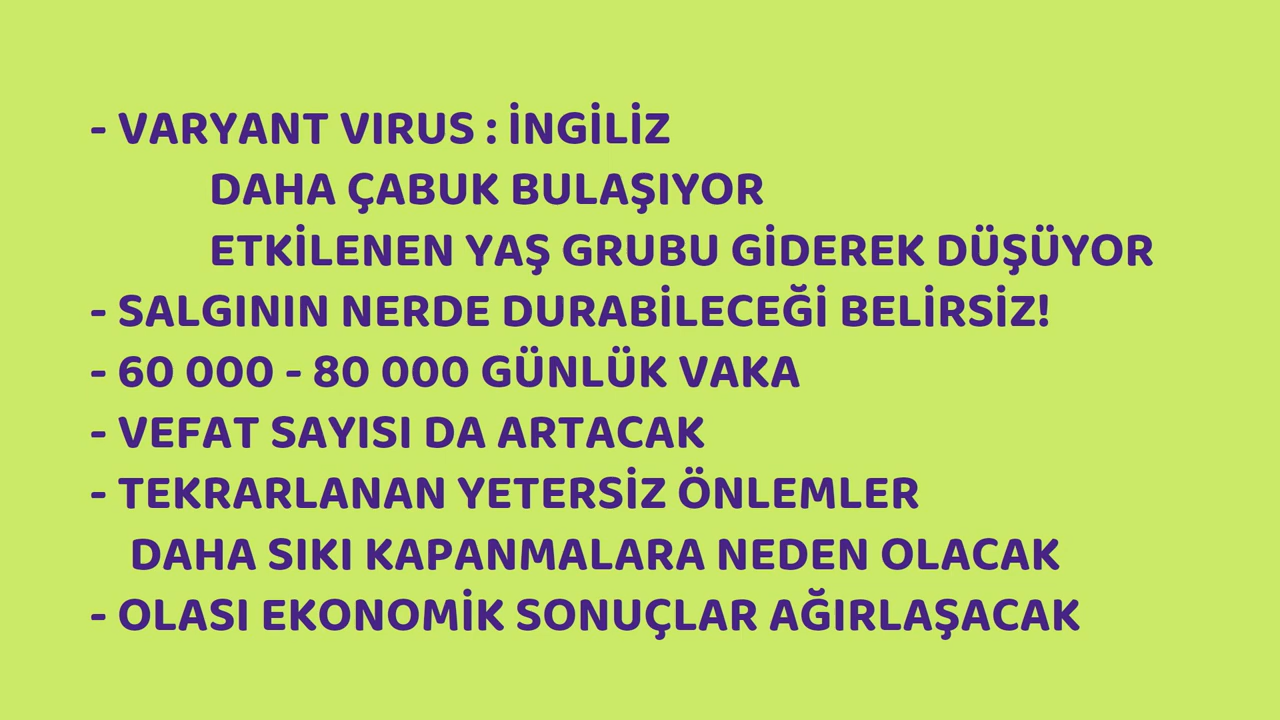 - VARYANT VIRUS : İNGİLİZ
DAHA ÇABUK BULAŞIYOR
ETKİLENEN YAŞ GRUBU GİDEREK DÜŞÜYOR
- SALGININ NERDE DURABİLECEĞİ BELİRSİZ!
- 60 000 - 80 000 GÜNLÜK VAKA
- VEFAT SAYISI DA ARTACAK
- TEKRARLANAN YETERSİZ ÖNLEMLER
DAHA SIKI KAPANMALARA NEDEN OLACAK
- OLASI EKONOMİK SONUÇLAR AĞIRLAŞACAK